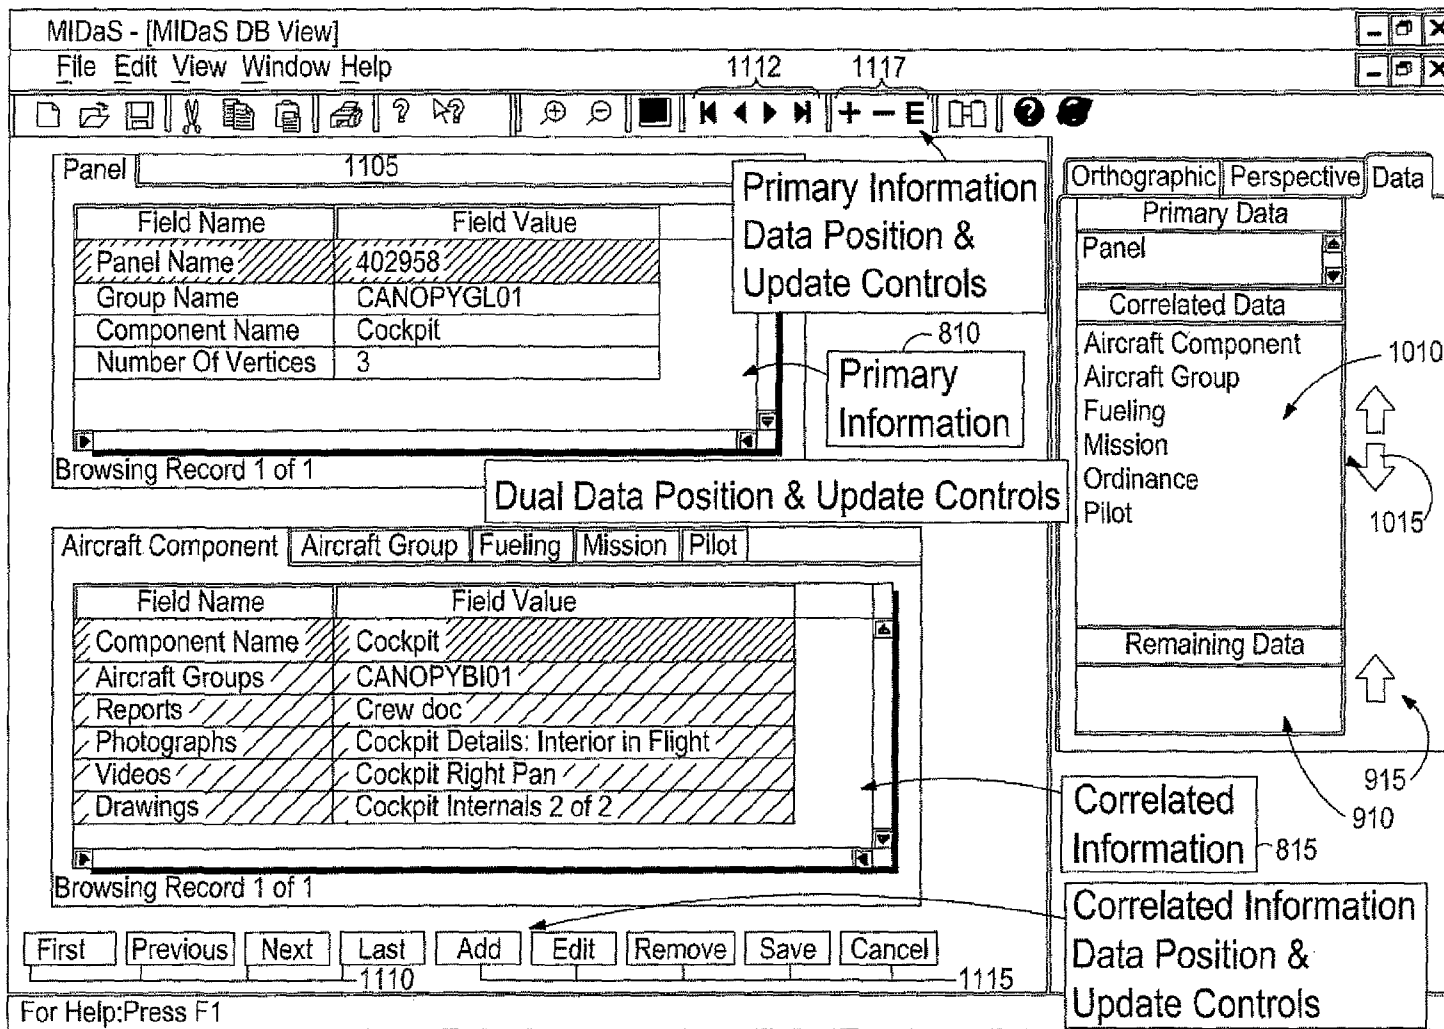 MIDaS - [MIDaS DB View]
File Edit View Window Help
1112 1117
E
Panel 1105
Field Name Field Value
Panel Name 402958
Group Name CANOPYGL01
Component Name Cockpit
Number Of Vertices 3
Browsing Record 1 of 1
Primary Information
Data Position &
Update Controls
810
Primary
Information
Dual Data Position & Update Controls
Orthographic Perspective Data
Primary Data
Panel
Correlated Data
Aircraft Component
Aircraft Group
Fueling
Mission
Ordinance
Pilot
1010
1015
Remaining Data
915
910
Aircraft Component Aircraft Group Fueling Mission Pilot
Field Name Field Value
Component Name Cockpit
Aircraft Groups CANOPYBI01
Reports Crew doc
Photographs Cockpit Details: Interior in Flight
Videos Cockpit Right Pan
Drawings Cockpit Internals 2 of 2
Browsing Record 1 of 1
Correlated
Information
815
Correlated Information
Data Position &
Update Controls
First Previous Next Last Add Edit Remove Save Cancel
1110 1115
For Help:Press F1